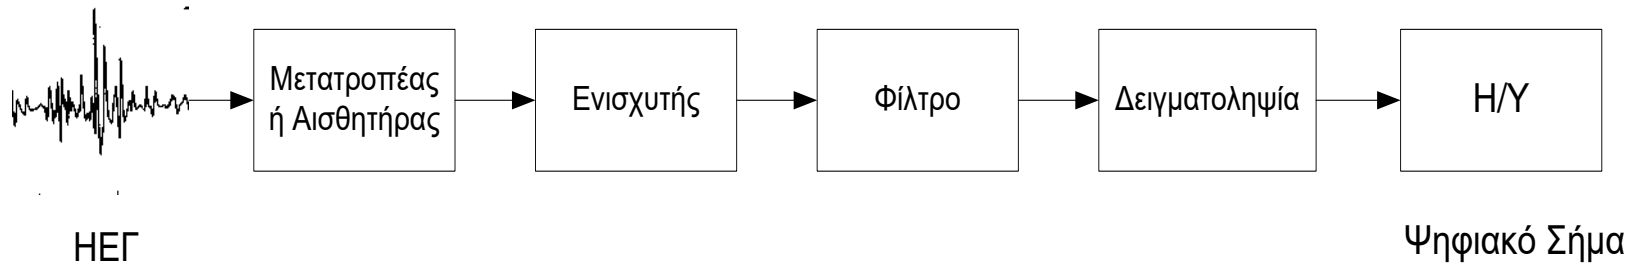 Μετατροπέας
ή Αισθητήρας
Ενισχυτής
Φίλτρο
Δειγματοληψία
Η/Υ
ΗΕΓ
Ψηφιακό Σήμα